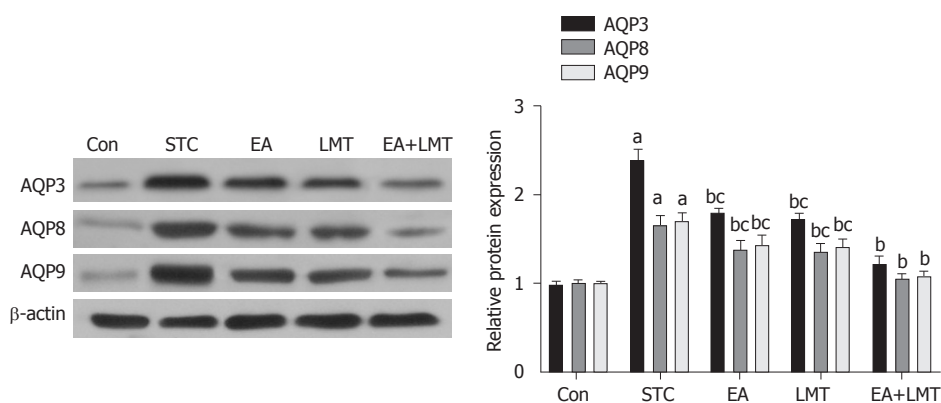 Con STC EA LMT EA+LMT
AQP3
AQP8
AQP9
β-actin
AQP3
AQP8
AQP9
Relative protein expression
3
2
1
0
a
a a
bc
bc bc
bc
bc bc
b
b b
Con STC EA LMT EA+LMT